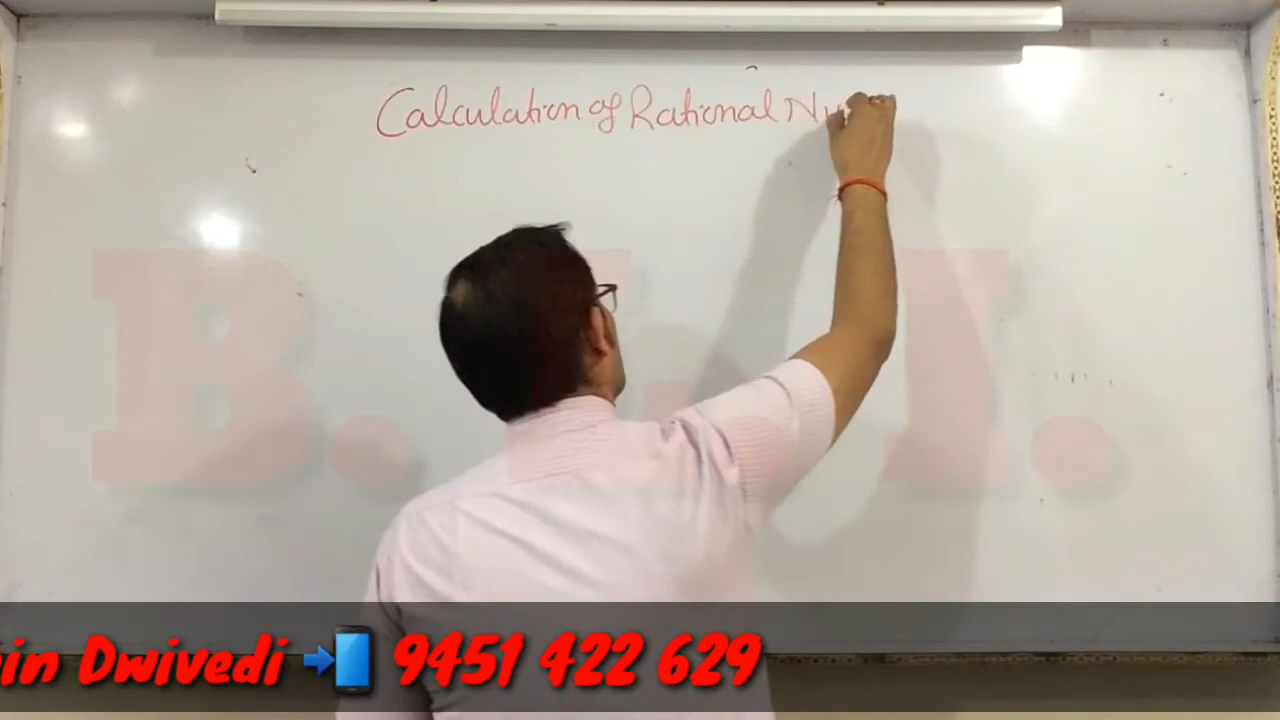 Calculation of Rational Nu
B. I.
in Dwivedi 9451 422 629